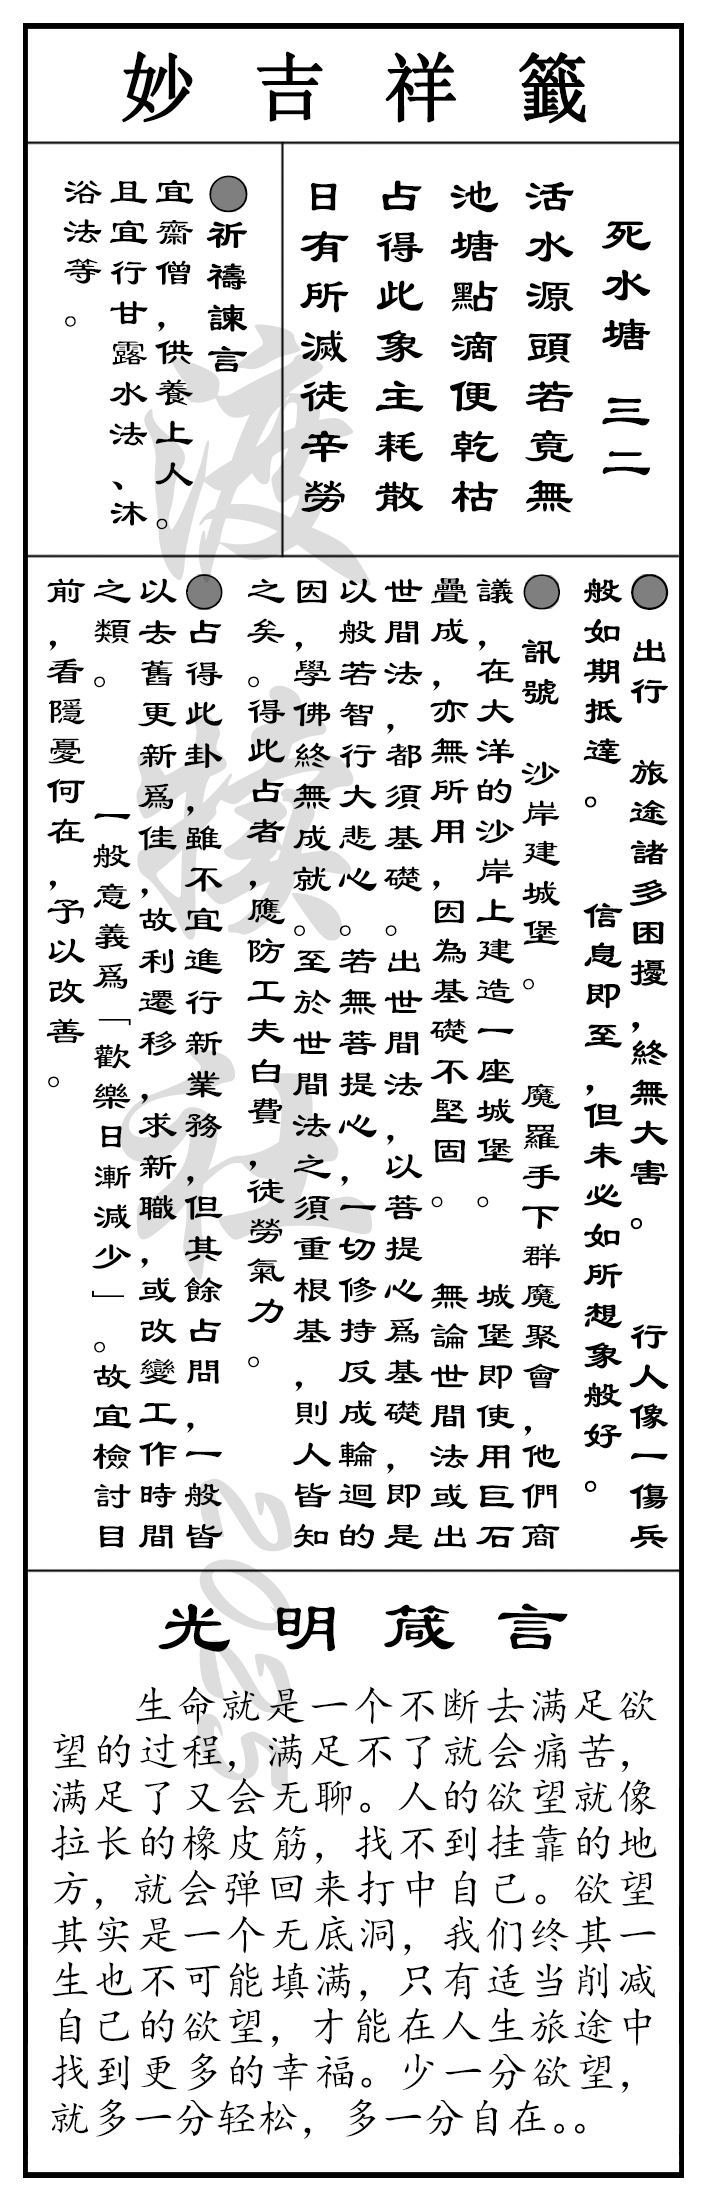 妙吉祥籤
死水塘 三二
活水源頭若竟無
池塘點滴便乾枯
占得此象主耗散
日有所滅徒辛勞
●祈禱諫言
宜齋僧，供養上人。
且宜行甘露水法、沐
浴法等。
● 出行 旅途諸多困擾，終無大害。 行人像一傷兵
般如期抵達。 信息即至，但未必如所想象般好。
● 訊號 沙岸建城堡。 魔羅手下群魔聚會，他們商
議，在大洋的沙岸上建造一座城堡。 城堡即使用巨石
疊成，亦無所用，因為基礎不堅固。 無論世間法或出
世間法，都須基礎。出世間法，以菩提心爲基礎，即是
以般若智行大悲心。若無菩提心，一切修持反成輪迴的
因，學佛終無成就。至於世間法之須重根基，則人皆知
之矣。得此占者，應防工夫白費，徒勞氣力。
●占得此卦，雖不宜進行新業務，但其餘占問，一般皆
以去舊更新爲佳，故利遷移，求新職，或改變工作時間
之類。 一般意義爲「歡樂日漸減少」。故宜檢討目
前，看隱憂何在，予以改善。
光明箴言
生命就是一个不断去满足欲
望的过程，满足不了就会痛苦，
满足了又会无聊。人的欲望就像
拉长的橡皮筋，找不到挂靠的地
方，就会弹回来打中自己。欲望
其实是一个无底洞，我们终其一
生也不可能填满，只有适当削减
自己的欲望，才能在人生旅途中
找到更多的幸福。少一分欲望，
就多一分轻松，多一分自在。。
渡 社 2025